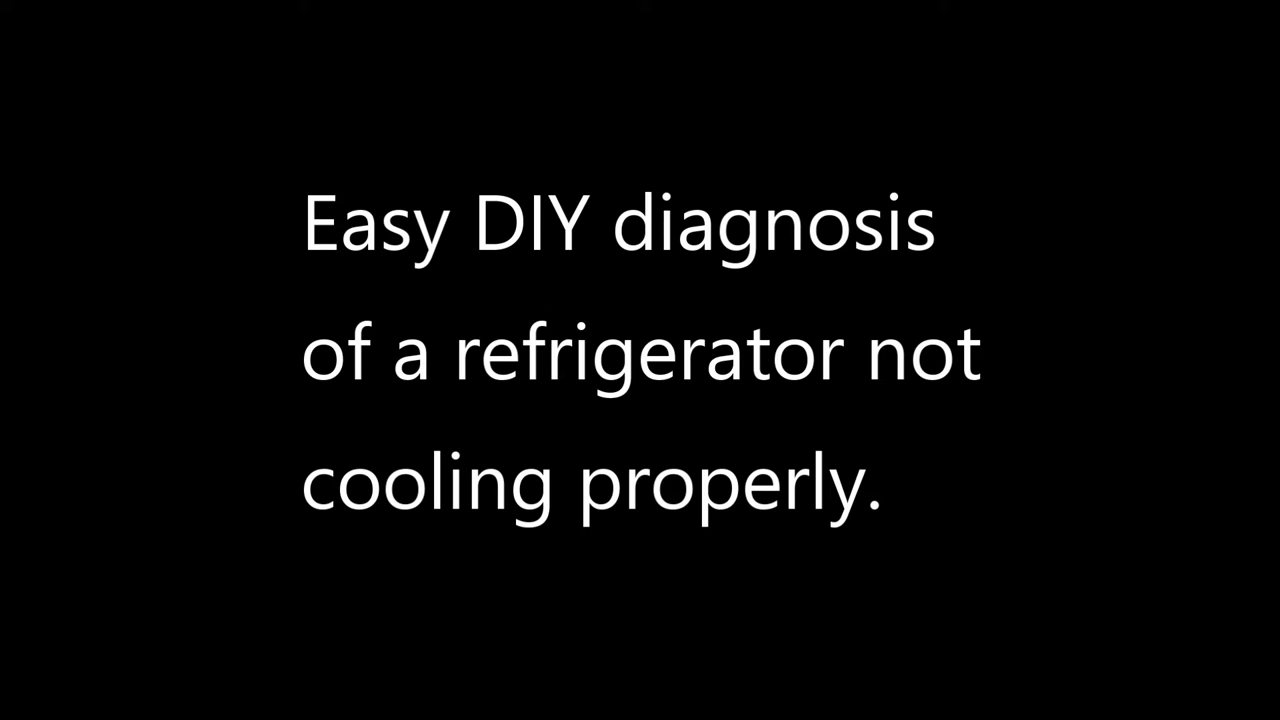 Easy DIY diagnosis
of a refrigerator not
cooling properly.